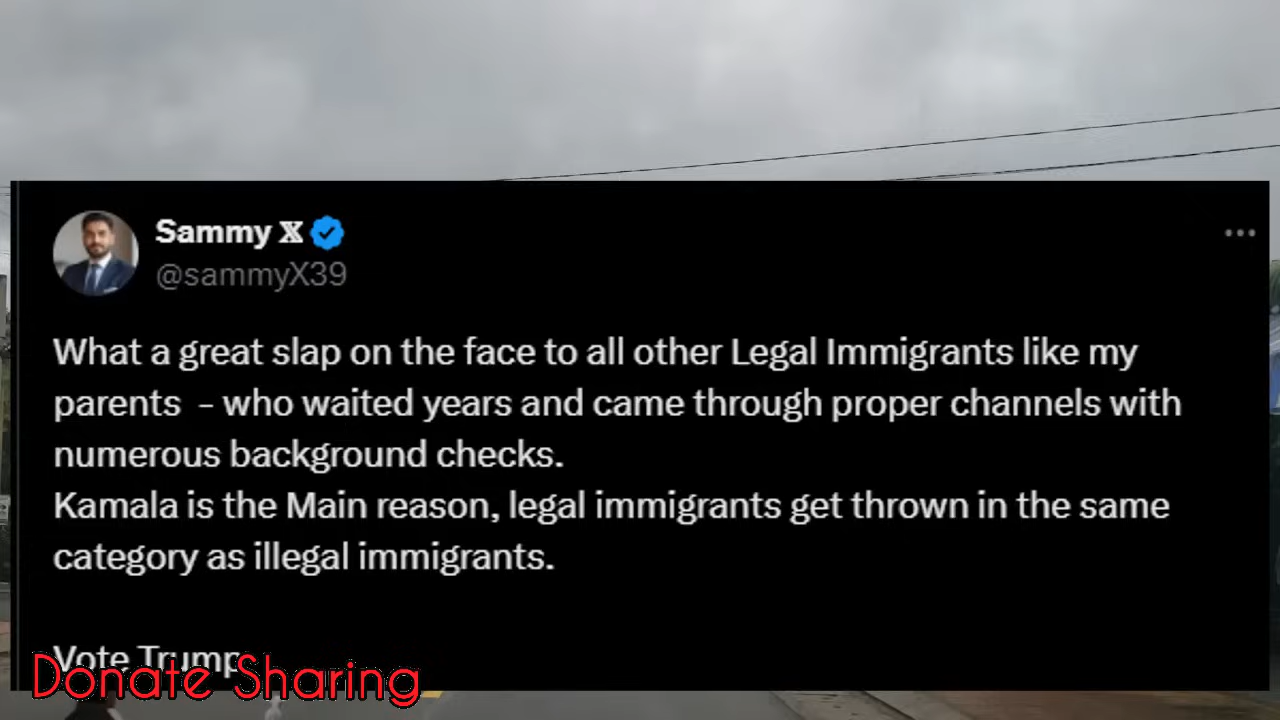 Sammy X
@sammyX39
What a great slap on the face to all other Legal Immigrants like my
parents - who waited years and came through proper channels with
numerous background checks.
Kamala is the Main reason, legal immigrants get thrown in the same
category as illegal immigrants.
Vote Trump
Donate Sharing